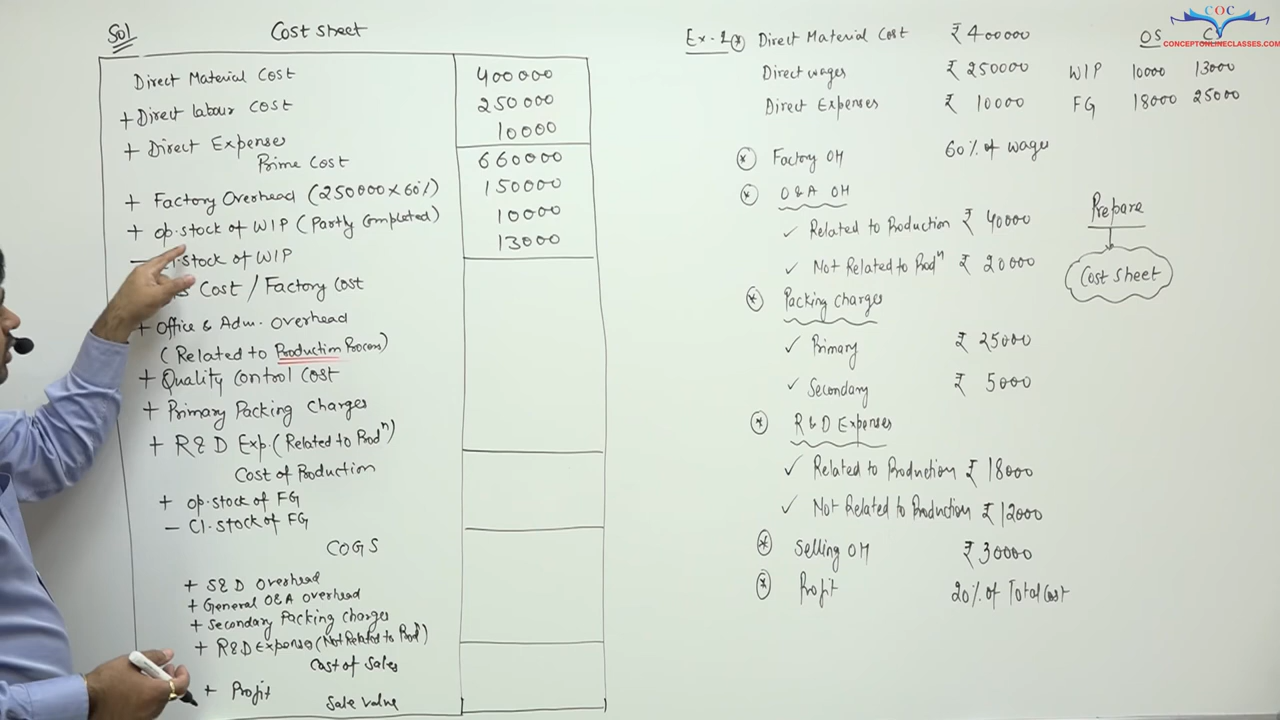 Sol
Cost sheet
Direct Material Cost 400000
+ Direct labour cost 250000
+ Direct Expenses 10000
Prime Cost 660000
+ Factory Overhead (250000×60%) 150000
+ op.stock of WIP (Partly Completed) 10000
- stock of WIP 13000
Cost / Factory cost
+ Office & Adm. Overhead
(Related to Production Process)
+ Quality Control Cost
+ Primary Packing Charges
+ R&D Exp. (Related to Prodⁿ)
Cost of Production
+ op.stock of FG
- Cl.stock of FG
COGS
+ S&D overhead
+ General O&A overhead
+ Secondary Packing charges
+ R&D Expenses (Not Related to Prodⁿ)
Cost of Sales
+ Profit
Sale value
Ex-2 * Direct Material Cost ₹ 400000
Direct wages ₹ 250000
Direct Expenses ₹ 10000
OS CS
WIP 10000 13000
FG 18000 25000
* Factory OH 60% of wages
* O&A OH
✓ Related to Production ₹ 40000
✓ Not Related to Prodⁿ ₹ 20000
* Packing charges
✓ Primary ₹ 25000
✓ Secondary ₹ 5000
* R&D Expenses
✓ Related to Production ₹ 18000
✓ Not Related to Production ₹ 12000
* Selling OH ₹ 30000
* Profit 20% of Total Cost
Prepare
Cost sheet
COC
CONCEPTONLINECLASSES.COM